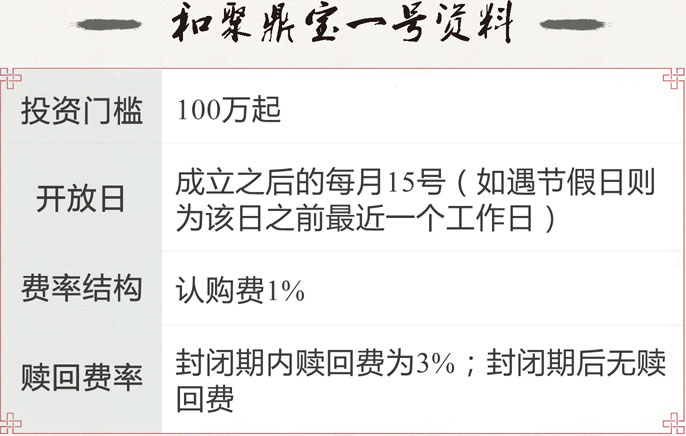 和聚鼎宝一号资料
投资门槛
100万起
开放日
成立之后的每月15号（如遇节假日则
为该日之前最近一个工作日）
费率结构
认购费1%
赎回费率
封闭期内赎回费为3%；封闭期后无赎
回费